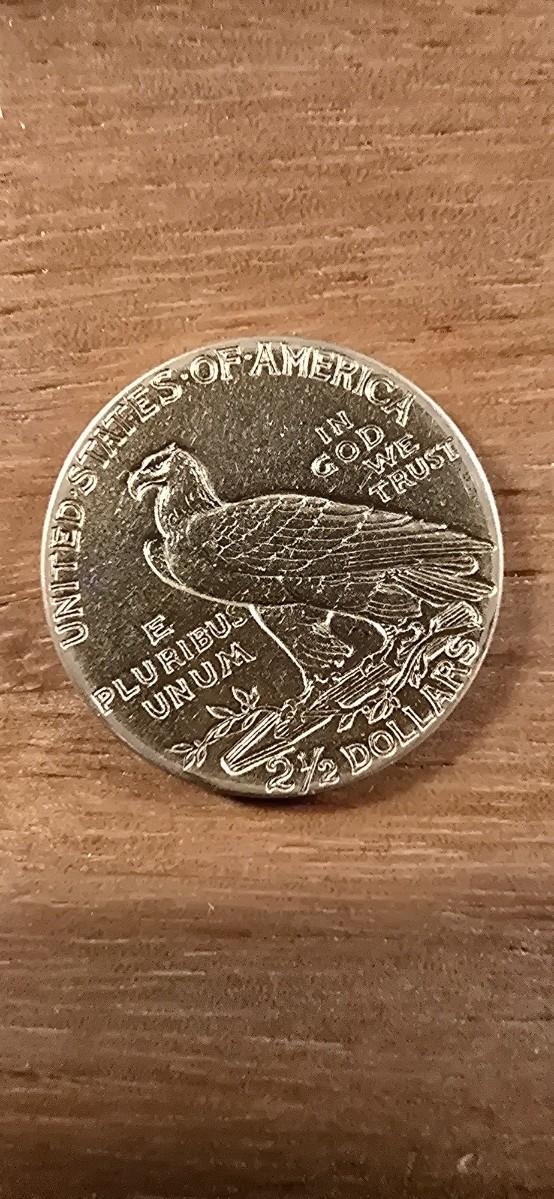 UNITED·STATES·OF·AMERICA
IN
GOD
WE
TRUST
E
PLURIBUS
UNUM
2½ DOLLARS